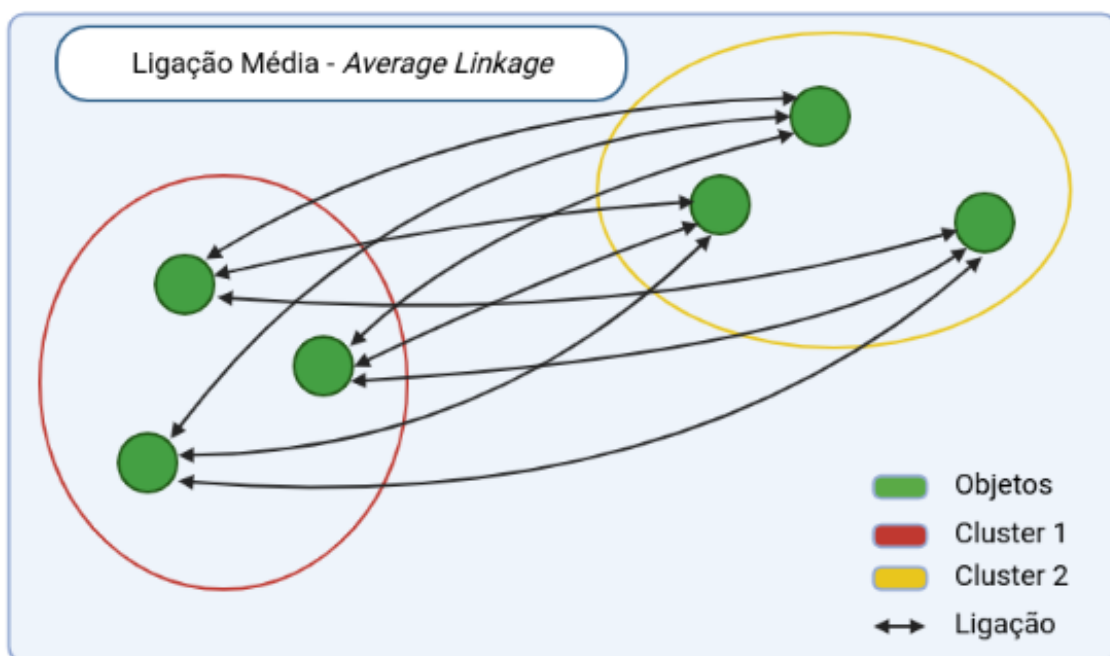 Ligação Média - Average Linkage
Objetos
Cluster 1
Cluster 2
Ligação